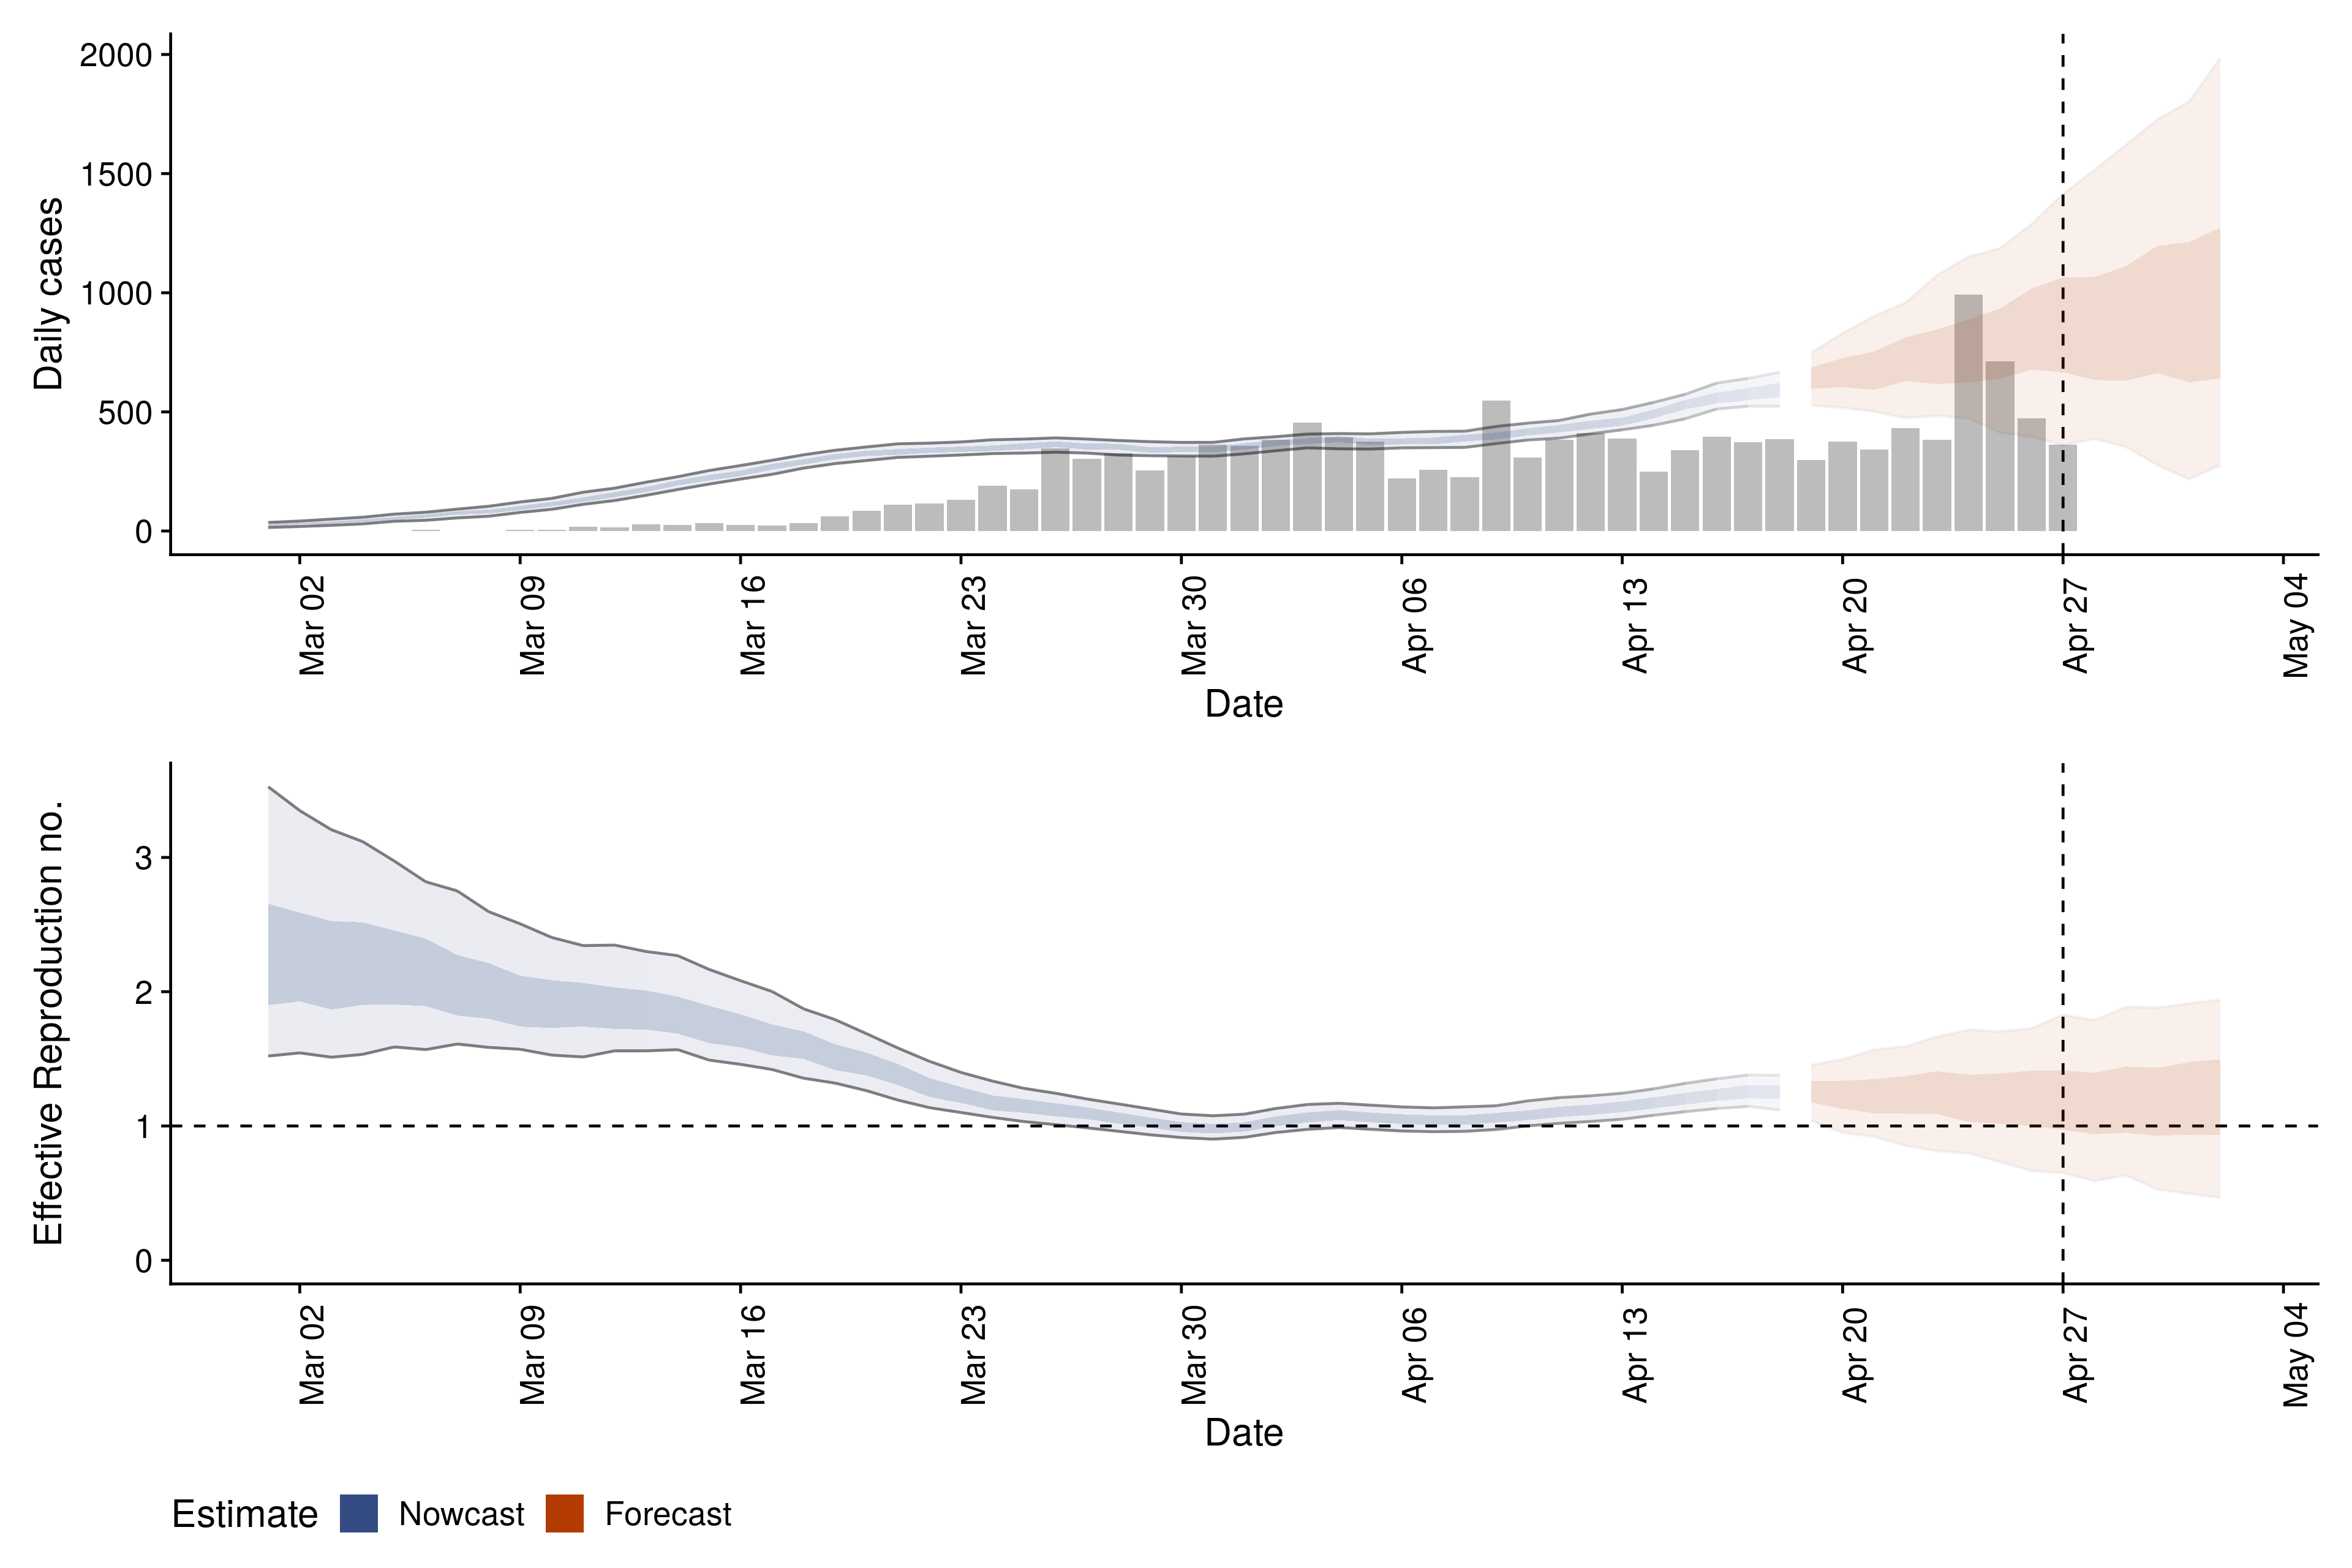 Daily cases
2000
1500
1000
500
0
Mar 02 Mar 09 Mar 16 Mar 23 Mar 30 Apr 06 Apr 13 Apr 20 Apr 27 May 04
Date
Effective Reproduction no.
3
2
1
0
Mar 02 Mar 09 Mar 16 Mar 23 Mar 30 Apr 06 Apr 13 Apr 20 Apr 27 May 04
Date
Estimate Nowcast Forecast